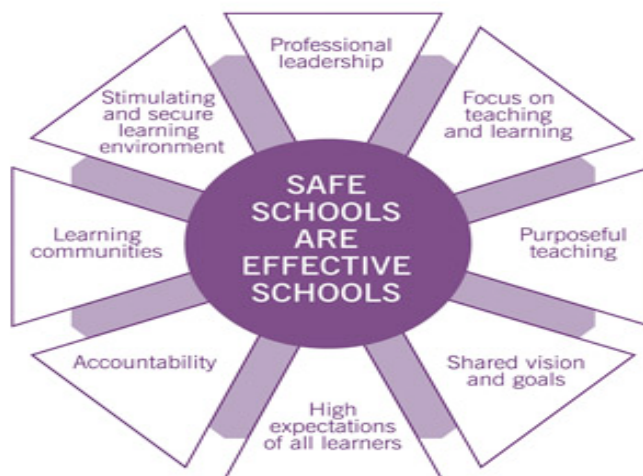 Professional
leadership
Focus on
teaching
and learning
Purposeful
teaching
Shared vision
and goals
High
expectations
of all learners
Accountability
Learning
communities
Stimulating
and secure
learning
environment
SAFE
SCHOOLS
ARE
EFFECTIVE
SCHOOLS